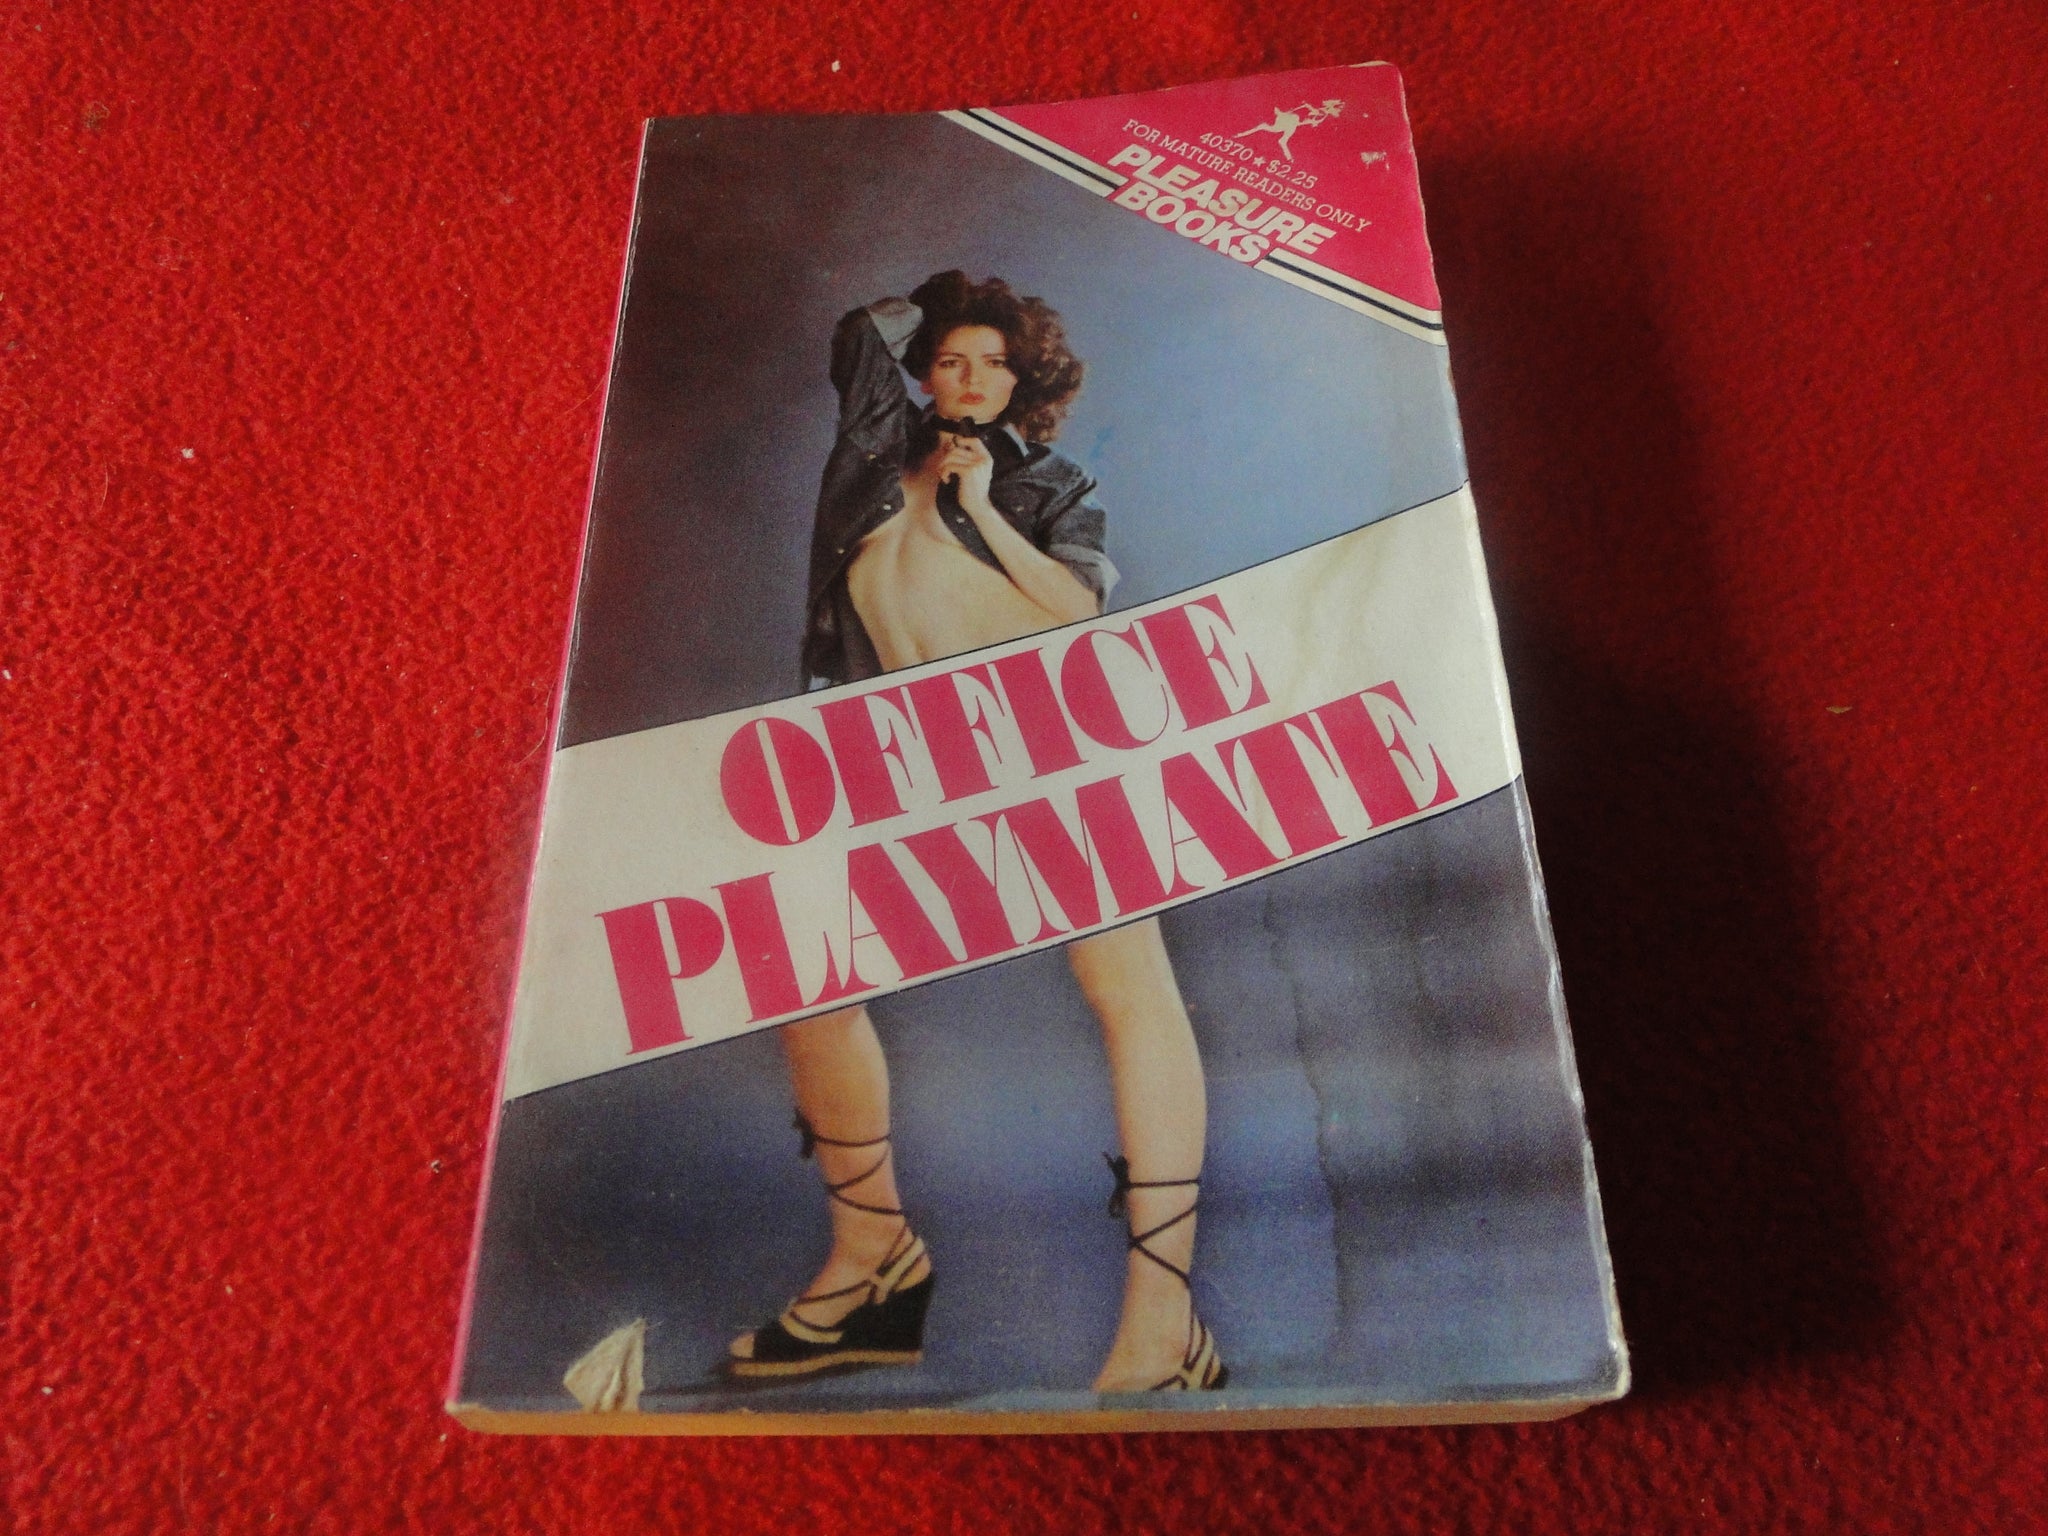 40370★$2.25
FOR MATURE READERS ONLY
PLEASURE
BOOKS
OFFICE
PLAYMATE